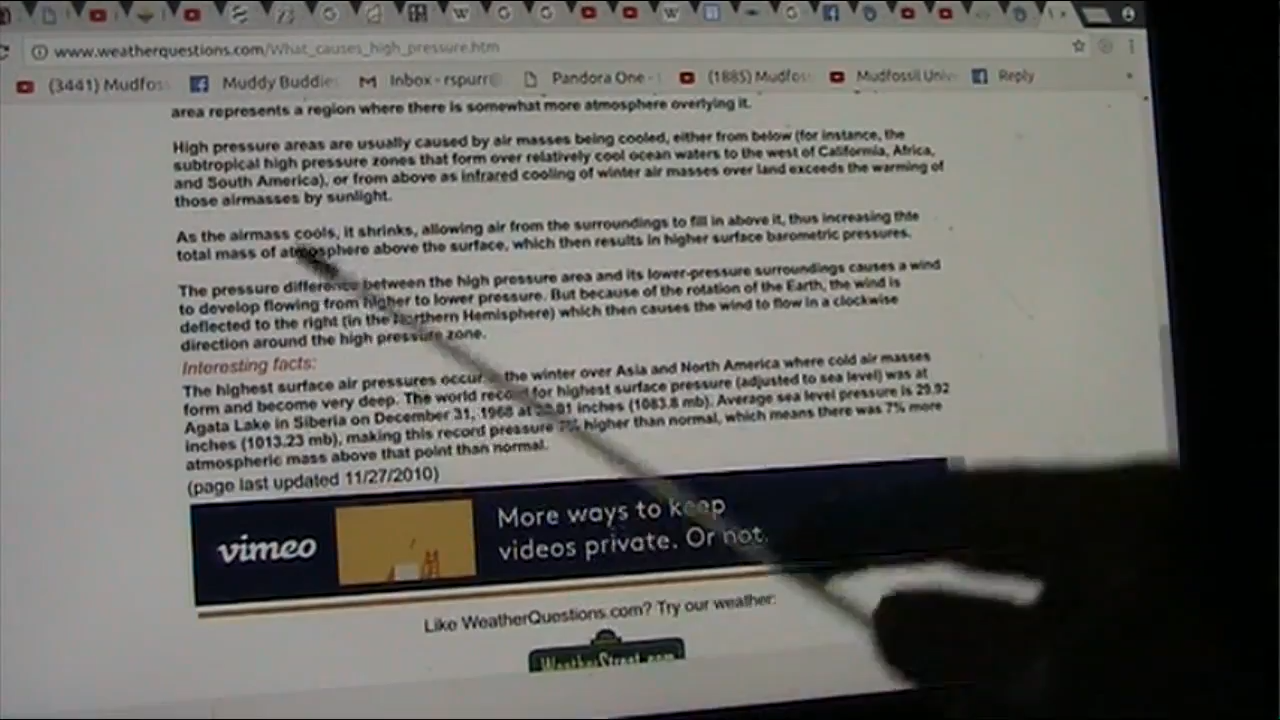 www.weatherquestions.com/What_causes_high_pressure.htm
(3441) Mudfoss Muddy Buddies Inbox - rspurr@ Pandora One - (1885) Mudfos Mudfossil Unive Reply
area represents a region where there is somewhat more atmosphere overlying it.
High pressure areas are usually caused by air masses being cooled, either from below (for instance, the
subtropical high pressure zones that form over relatively cool ocean waters to the west of California, Africa,
and South America), or from above as infrared cooling of winter air masses over land exceeds the warming of
those airmasses by sunlight.
As the airmass cools, it shrinks, allowing air from the surroundings to fill in above it, thus increasing thte
total mass of atmosphere above the surface, which then results in higher surface barometric pressures.
The pressure difference between the high pressure area and its lower-pressure surroundings causes a wind
to develop flowing from higher to lower pressure. But because of the rotation of the Earth, the wind is
deflected to the right (in the Northern Hemisphere) which then causes the wind to flow in a clockwise
direction around the high pressure zone.
Interesting facts:
The highest surface air pressures occur the winter over Asia and North America where cold air masses
form and become very deep. The world record for highest surface pressure (adjusted to sea level) was at
Agata Lake in Siberia on December 31, 1968 at inches (1083.8 mb). Average sea level pressure is 29.92
inches (1013.23 mb), making this record pressure 7% higher than normal, which means there was 7% more
atmospheric mass above that point than normal.
(page last updated 11/27/2010)
vimeo
More ways to keep
videos private. Or not.
Like WeatherQuestions.com? Try our weather:
WeatherStreet.com